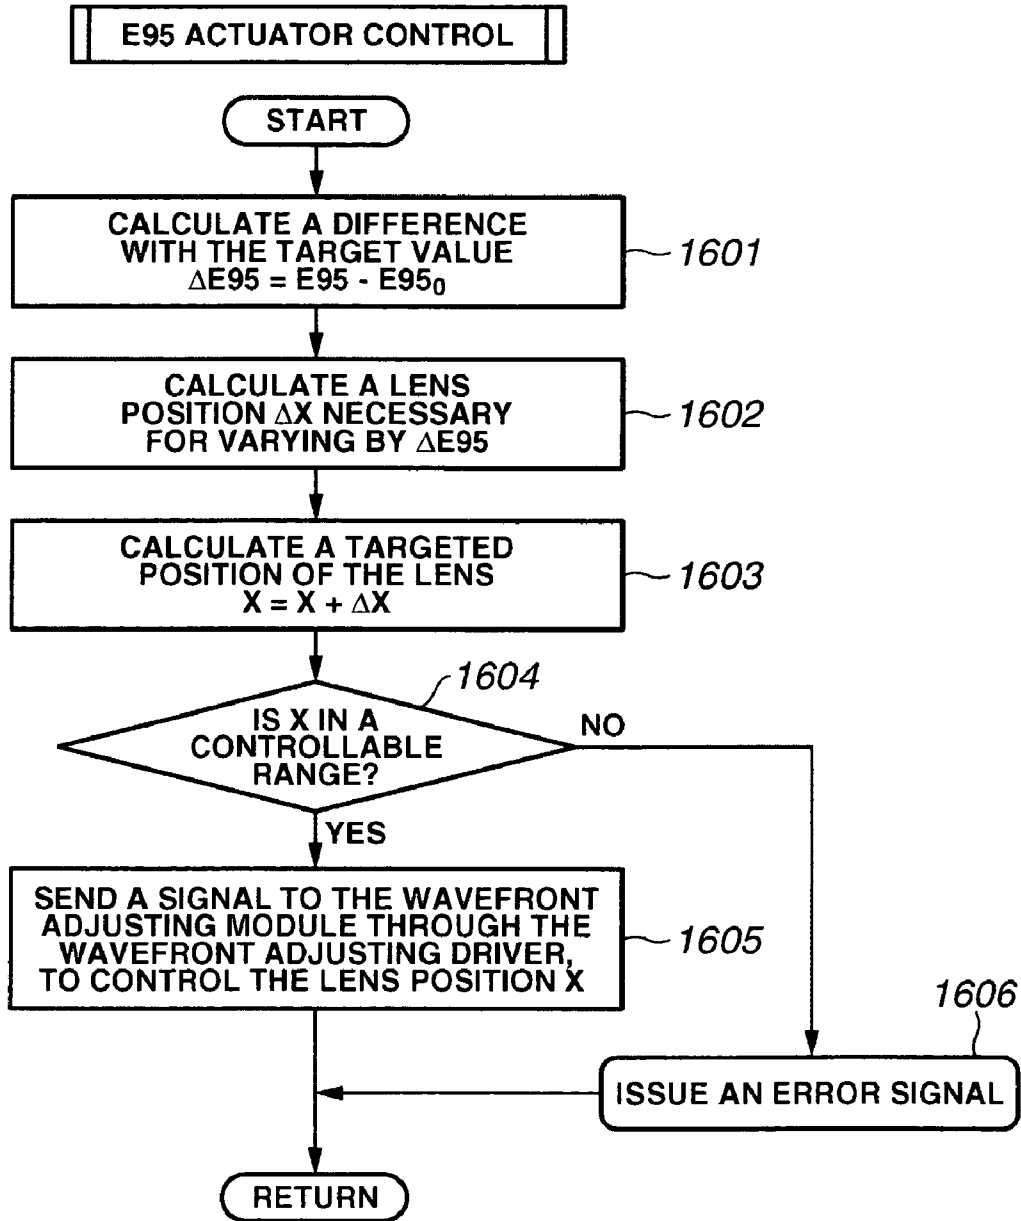 E95 ACTUATOR CONTROL
START
CALCULATE A DIFFERENCE
WITH THE TARGET VALUE
ΔE95 = E95 - E95₀
1601
CALCULATE A LENS
POSITION ΔX NECESSARY
FOR VARYING BY ΔE95
1602
CALCULATE A TARGETED
POSITION OF THE LENS
X = X + ΔX
1603
1604
IS X IN A
CONTROLLABLE
RANGE?
NO
YES
SEND A SIGNAL TO THE WAVEFRONT
ADJUSTING MODULE THROUGH THE
WAVEFRONT ADJUSTING DRIVER,
TO CONTROL THE LENS POSITION X
1605
1606
ISSUE AN ERROR SIGNAL
RETURN